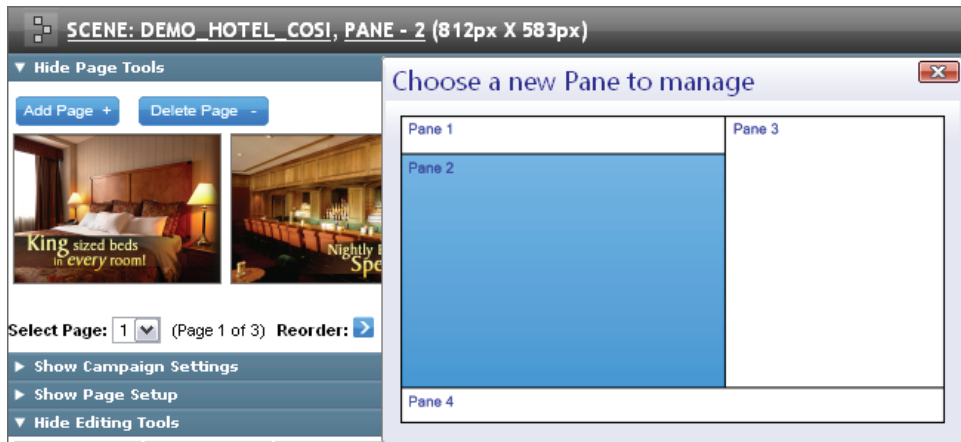 SCENE: DEMO_HOTEL_COSI, PANE - 2 (812px X 583px)
Hide Page Tools
Add Page +
Delete Page -
King sized beds
in every room!
Nightly
Spe
Select Page: 1 (Page 1 of 3) Reorder:
Show Campaign Settings
Show Page Setup
Hide Editing Tools
Choose a new Pane to manage
Pane 1
Pane 3
Pane 2
Pane 4